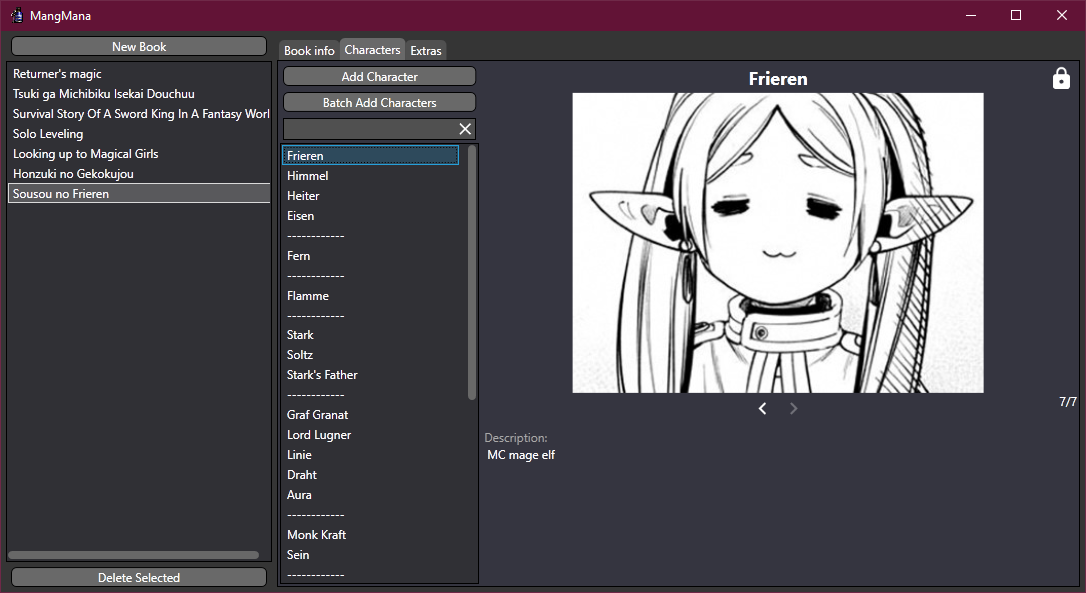 MangMana
New Book
Returner's magic
Tsuki ga Michibiku Isekai Douchuu
Survival Story Of A Sword King In A Fantasy Worl
Solo Leveling
Looking up to Magical Girls
Honzuki no Gekokujou
Sousou no Frieren
Delete Selected
Book info
Characters
Extras
Add Character
Batch Add Characters
Frieren
Himmel
Heiter
Eisen
------------
Fern
------------
Flamme
------------
Stark
Soltz
Stark's Father
------------
Graf Granat
Lord Lugner
Linie
Draht
Aura
------------
Monk Kraft
Sein
------------
Frieren
7/7
Description:
MC mage elf